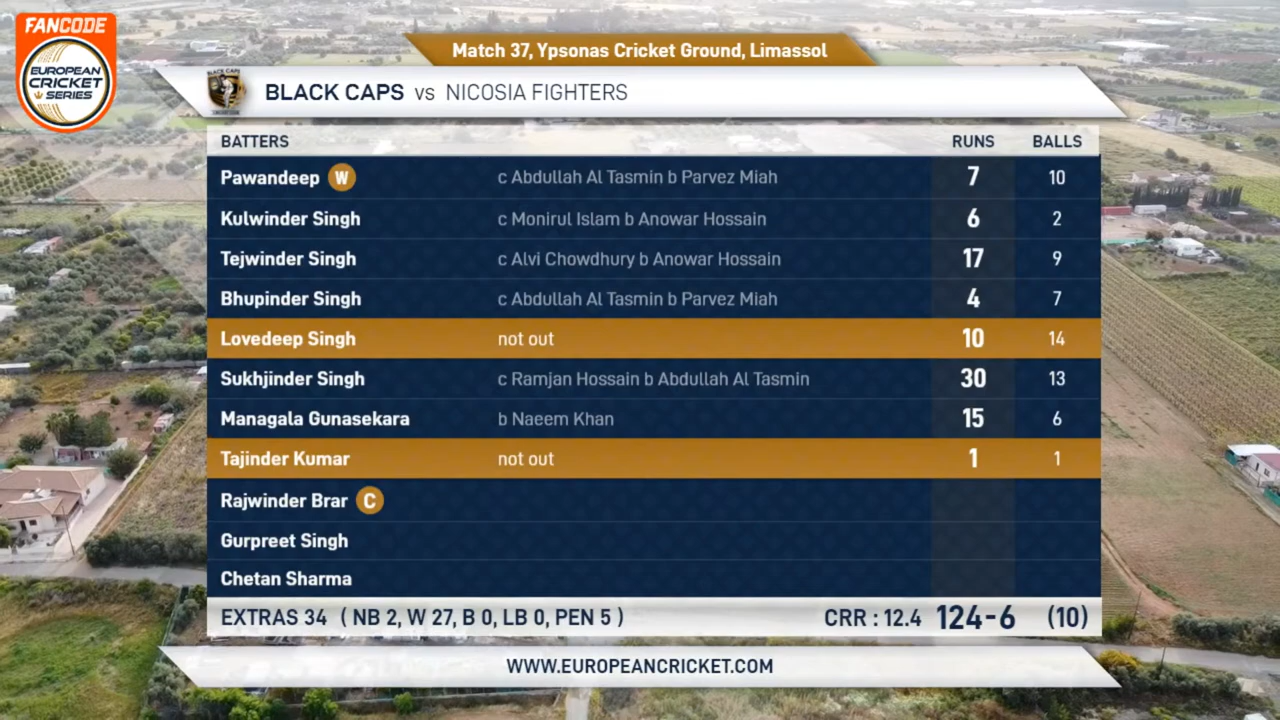 FANCODE
EUROPEAN
CRICKET
SERIES
Match 37, Ypsonas Cricket Ground, Limassol
BLACK CAPS
BLACK CAPS vs NICOSIA FIGHTERS
BATTERS RUNS BALLS
Pawandeep W c Abdullah Al Tasmin b Parvez Miah 7 10
Kulwinder Singh c Monirul Islam b Anowar Hossain 6 2
Tejwinder Singh c Alvi Chowdhury b Anowar Hossain 17 9
Bhupinder Singh c Abdullah Al Tasmin b Parvez Miah 4 7
Lovedeep Singh not out 10 14
Sukhjinder Singh c Ramjan Hossain b Abdullah Al Tasmin 30 13
Managala Gunasekara b Naeem Khan 15 6
Tajinder Kumar not out 1 1
Rajwinder Brar C
Gurpreet Singh
Chetan Sharma
EXTRAS 34 ( NB 2, W 27, B 0, LB 0, PEN 5 ) CRR : 12.4 124-6 (10)
WWW.EUROPEANCRICKET.COM